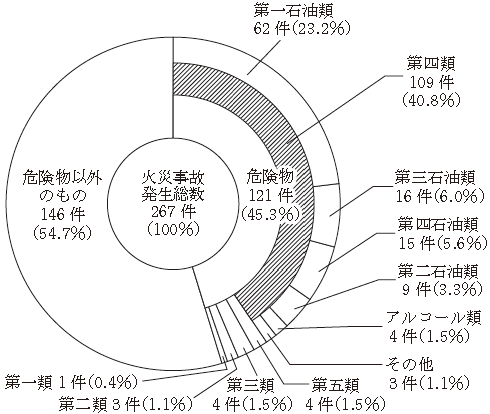 第一石油類
62 件(23.2%)
第四類
109 件
(40.8%)
危険物以外
のもの
146 件
(54.7%)
火災事故
発生総数
267 件
(100%)
危険物
121 件
(45.3%)
第三石油類
16 件(6.0%)
第四石油類
15 件(5.6%)
第二石油類
9 件(3.3%)
アルコール類
4 件(1.5%)
その他
3 件(1.1%)
第一類 1 件(0.4%)
第二類 3 件(1.1%)
第三類
4 件(1.5%)
第五類
4 件(1.5%)